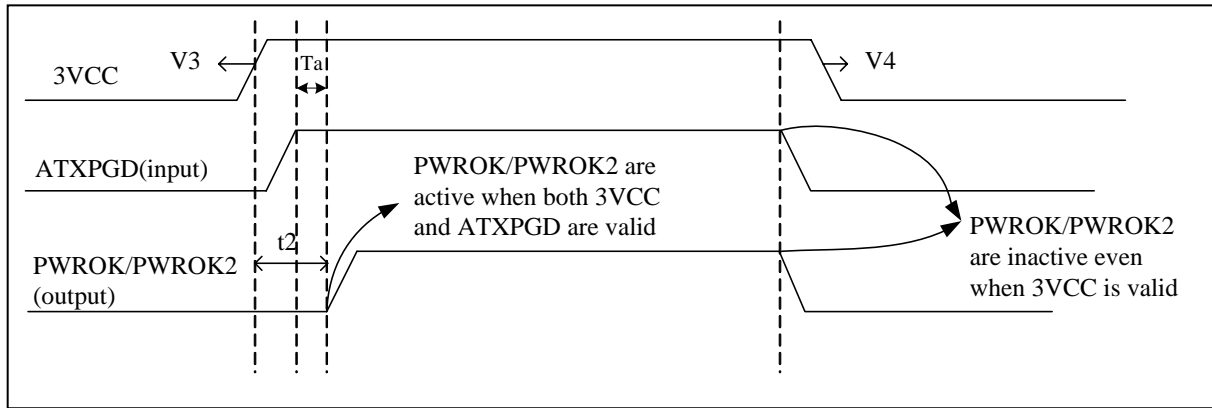 V3
Ta
V4
3VCC
ATXPGD(input)
PWROK/PWROK2 are
active when both 3VCC
and ATXPGD are valid
t2
PWROK/PWROK2
(output)
PWROK/PWROK2
are inactive even
when 3VCC is valid